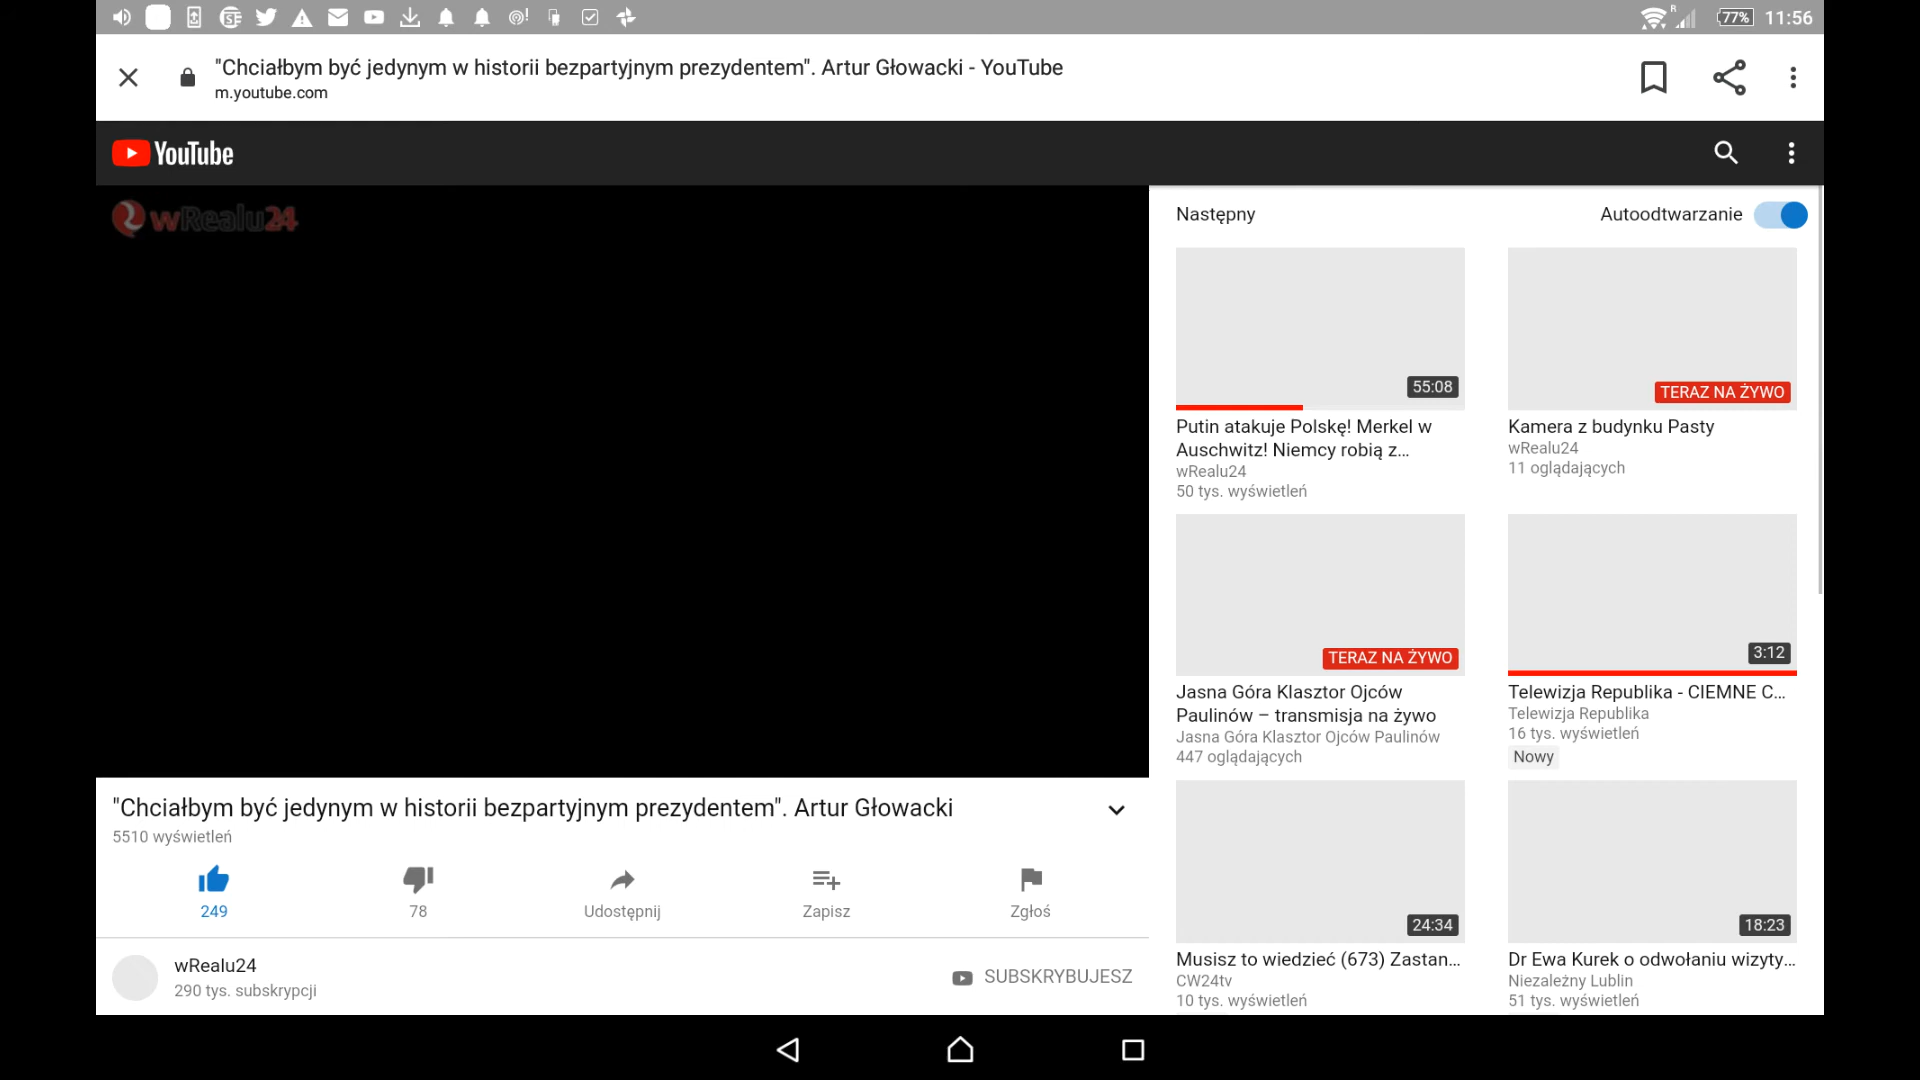 77% 11:56
"Chciałbym być jedynym w historii bezpartyjnym prezydentem". Artur Głowacki - YouTube
m.youtube.com
YouTube
wRealu24
Następny
Autoodtwarzanie
55:08
Putin atakuje Polskę! Merkel w
Auschwitz! Niemcy robią z...
wRealu24
50 tys. wyświetleń
TERAZ NA ŻYWO
Kamera z budynku Pasty
wRealu24
11 oglądających
TERAZ NA ŻYWO
Jasna Góra Klasztor Ojców
Paulinów – transmisja na żywo
Jasna Góra Klasztor Ojców Paulinów
447 oglądających
3:12
Telewizja Republika - CIEMNE C...
Telewizja Republika
16 tys. wyświetleń
Nowy
24:34
Musisz to wiedzieć (673) Zastan...
CW24tv
10 tys. wyświetleń
18:23
Dr Ewa Kurek o odwołaniu wizyty...
Niezależny Lublin
51 tys. wyświetleń
"Chciałbym być jedynym w historii bezpartyjnym prezydentem". Artur Głowacki
5510 wyświetleń
249
78
Udostępnij
Zapisz
Zgłoś
wRealu24
290 tys. subskrypcji
SUBSKRYBUJESZ